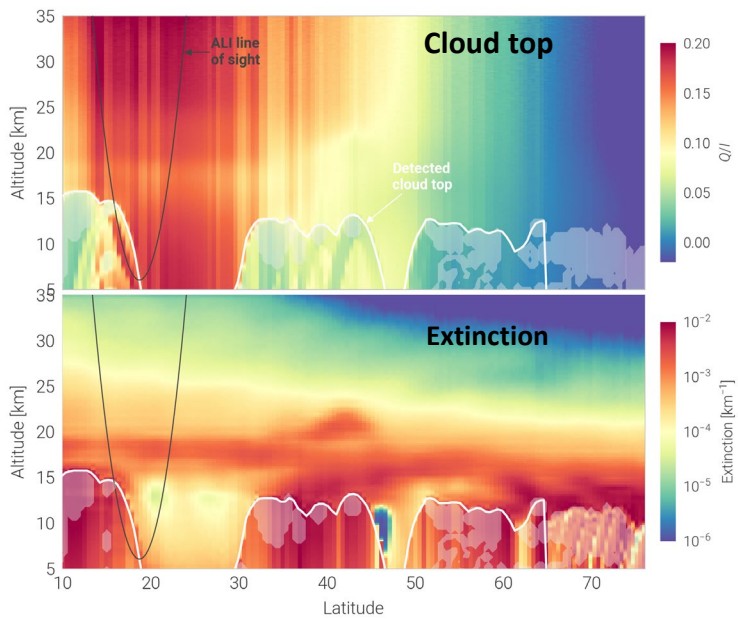 Cloud top
ALI line
of sight
Detected
cloud top
Altitude [km]
35
30
25
20
15
10
5
0.20
0.15
0.10
0.05
0.00
Q/I
Extinction
Altitude [km]
35
30
25
20
15
10
5
10
20
30
40
50
60
70
Latitude
10⁻²
10⁻³
10⁻⁴
10⁻⁵
10⁻⁶
Extinction [km⁻¹]